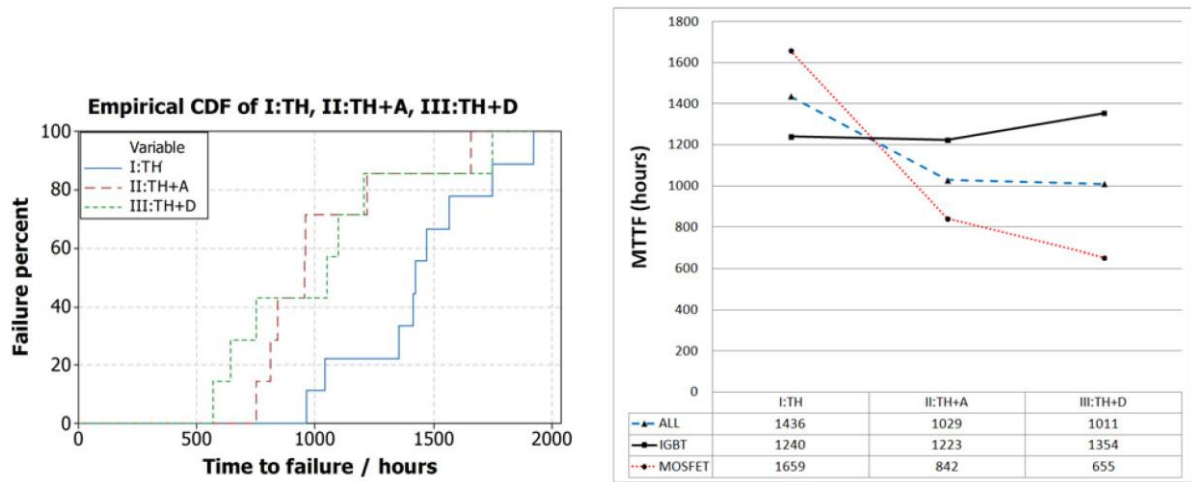 Empirical CDF of I:TH, II:TH+A, III:TH+D
Failure percent
100
80
60
40
20
0
Variable
I:TH
II:TH+A
III:TH+D
0 500 1000 1500 2000
Time to failure / hours
MTTF (hours)
1800
1600
1400
1200
1000
800
600
400
200
0
I:TH II:TH+A III:TH+D
ALL 1436 1029 1011
IGBT 1240 1223 1354
MOSFET 1659 842 655